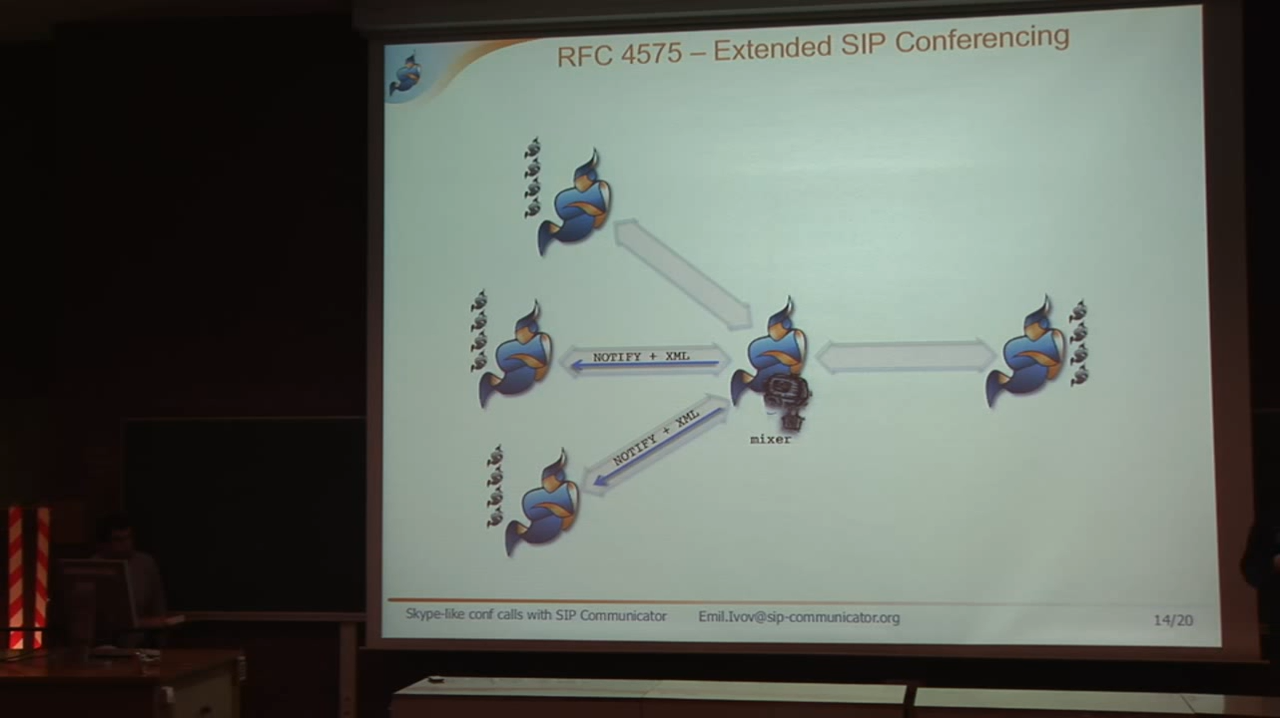 RFC 4575 – Extended SIP Conferencing
NOTIFY + XML
NOTIFY + XML
mixer
Skype-like conf calls with SIP Communicator
Emil.Ivov@sip-communicator.org
14/20